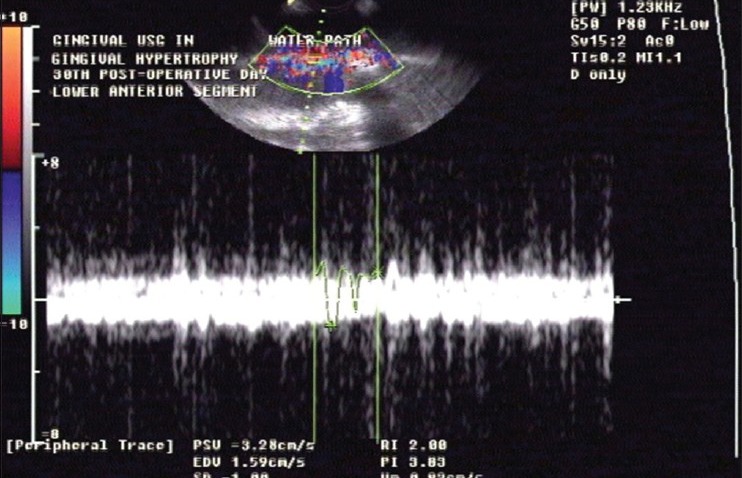 [PW] 1.23KHz
G50 P80 F:Low
Sv15:2 Ac0
TIs0.2 MI1.1
D only
GINGIVAL USG IN WATER PATH
GINGIVAL HYPERTROPHY
30TH POST-OPERATIVE DAY
LOWER ANTERIOR SEGMENT
+8
-8
[Peripheral Trace] PSV -3.28cm/s RI 2.00
EDV 1.59cm/s PI 3.83